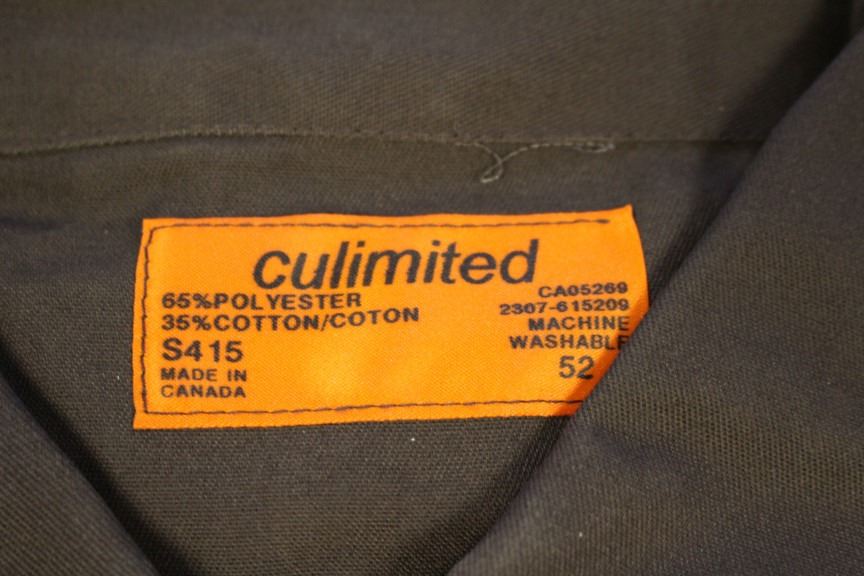 culimited
65%POLYESTER
35%COTTON/COTON
S415
MADE IN
CANADA
CA05269
2307-615209
MACHINE
WASHABLE
52